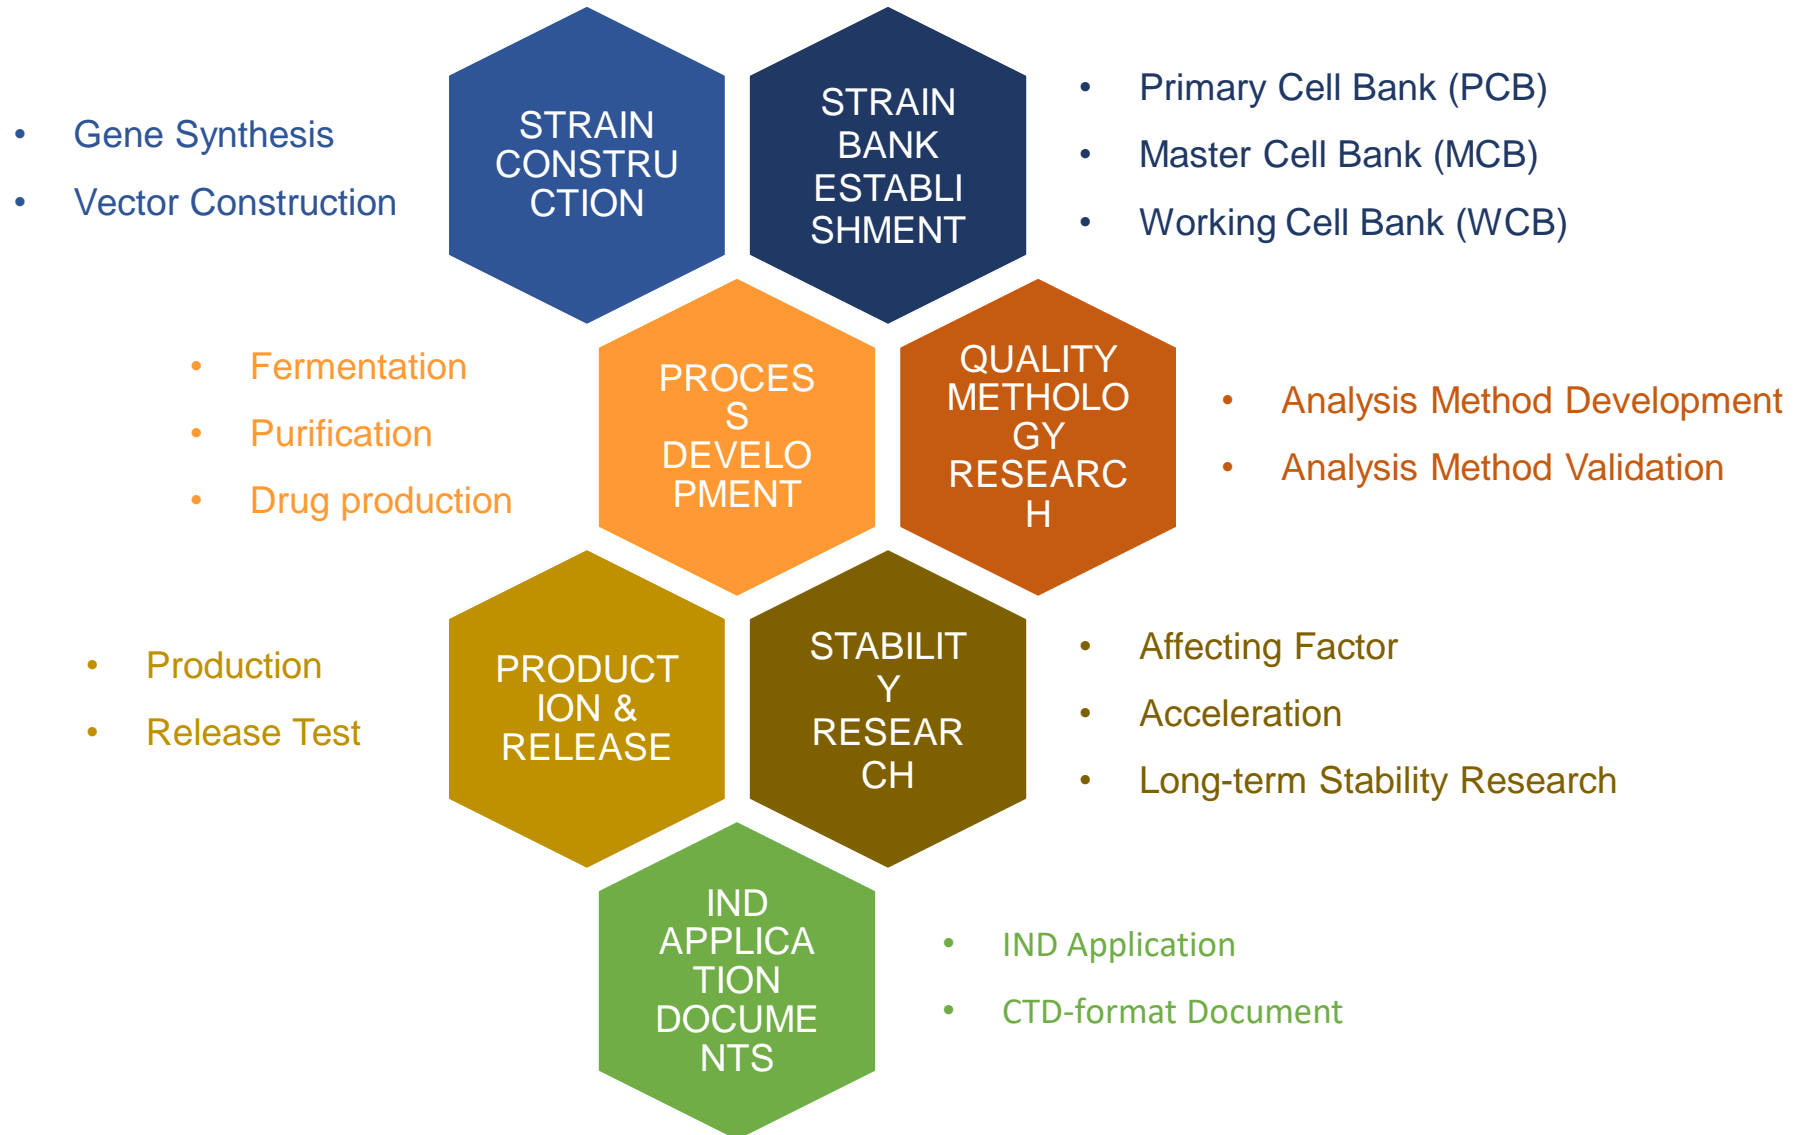 • Gene Synthesis
• Vector Construction
STRAIN
CONSTRU
CTION
STRAIN
BANK
ESTABLI
SHMENT
• Primary Cell Bank (PCB)
• Master Cell Bank (MCB)
• Working Cell Bank (WCB)
• Fermentation
• Purification
• Drug production
PROCES
S
DEVELO
PMENT
QUALITY
METHOLO
GY
RESEARC
H
• Analysis Method Development
• Analysis Method Validation
• Production
• Release Test
PRODUCT
ION &
RELEASE
STABILIT
Y
RESEAR
CH
• Affecting Factor
• Acceleration
• Long-term Stability Research
IND
APPLICA
TION
DOCUME
NTS
• IND Application
• CTD-format Document